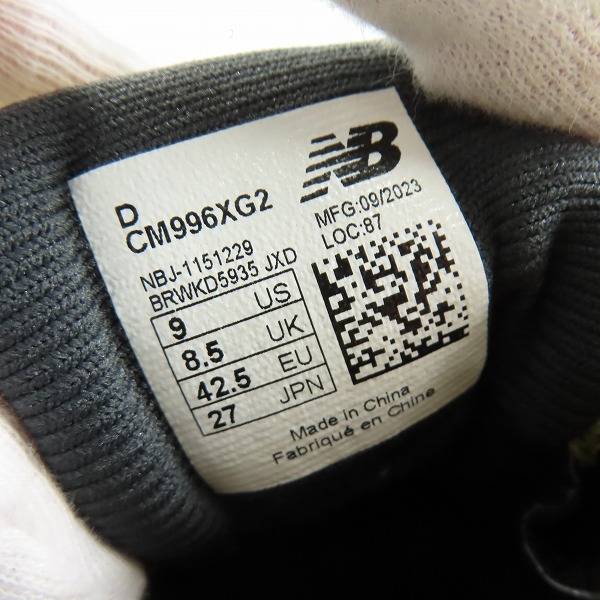 D
CM996XG2
NBJ-1151229
BRWKD5935 JXD
9 US
8.5 UK
42.5 EU
27 JPN
NB
MFG:09/2023
LOC:87
Made in China
Fabriqué en Chine